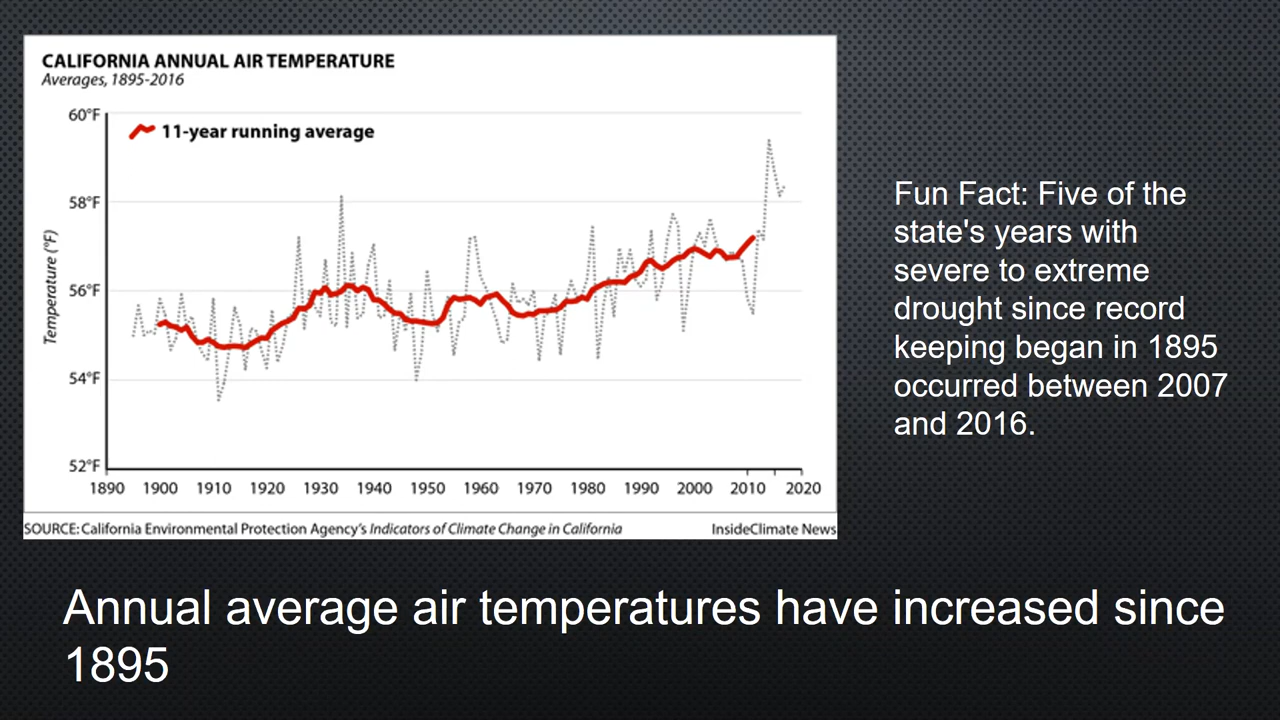 CALIFORNIA ANNUAL AIR TEMPERATURE
Averages, 1895-2016
11-year running average
Temperature (°F)
60°F
58°F
56°F
54°F
52°F
1890 1900 1910 1920 1930 1940 1950 1960 1970 1980 1990 2000 2010 2020
SOURCE: California Environmental Protection Agency's Indicators of Climate Change in California
InsideClimate News
Fun Fact: Five of the
state's years with
severe to extreme
drought since record
keeping began in 1895
occurred between 2007
and 2016.
Annual average air temperatures have increased since
1895